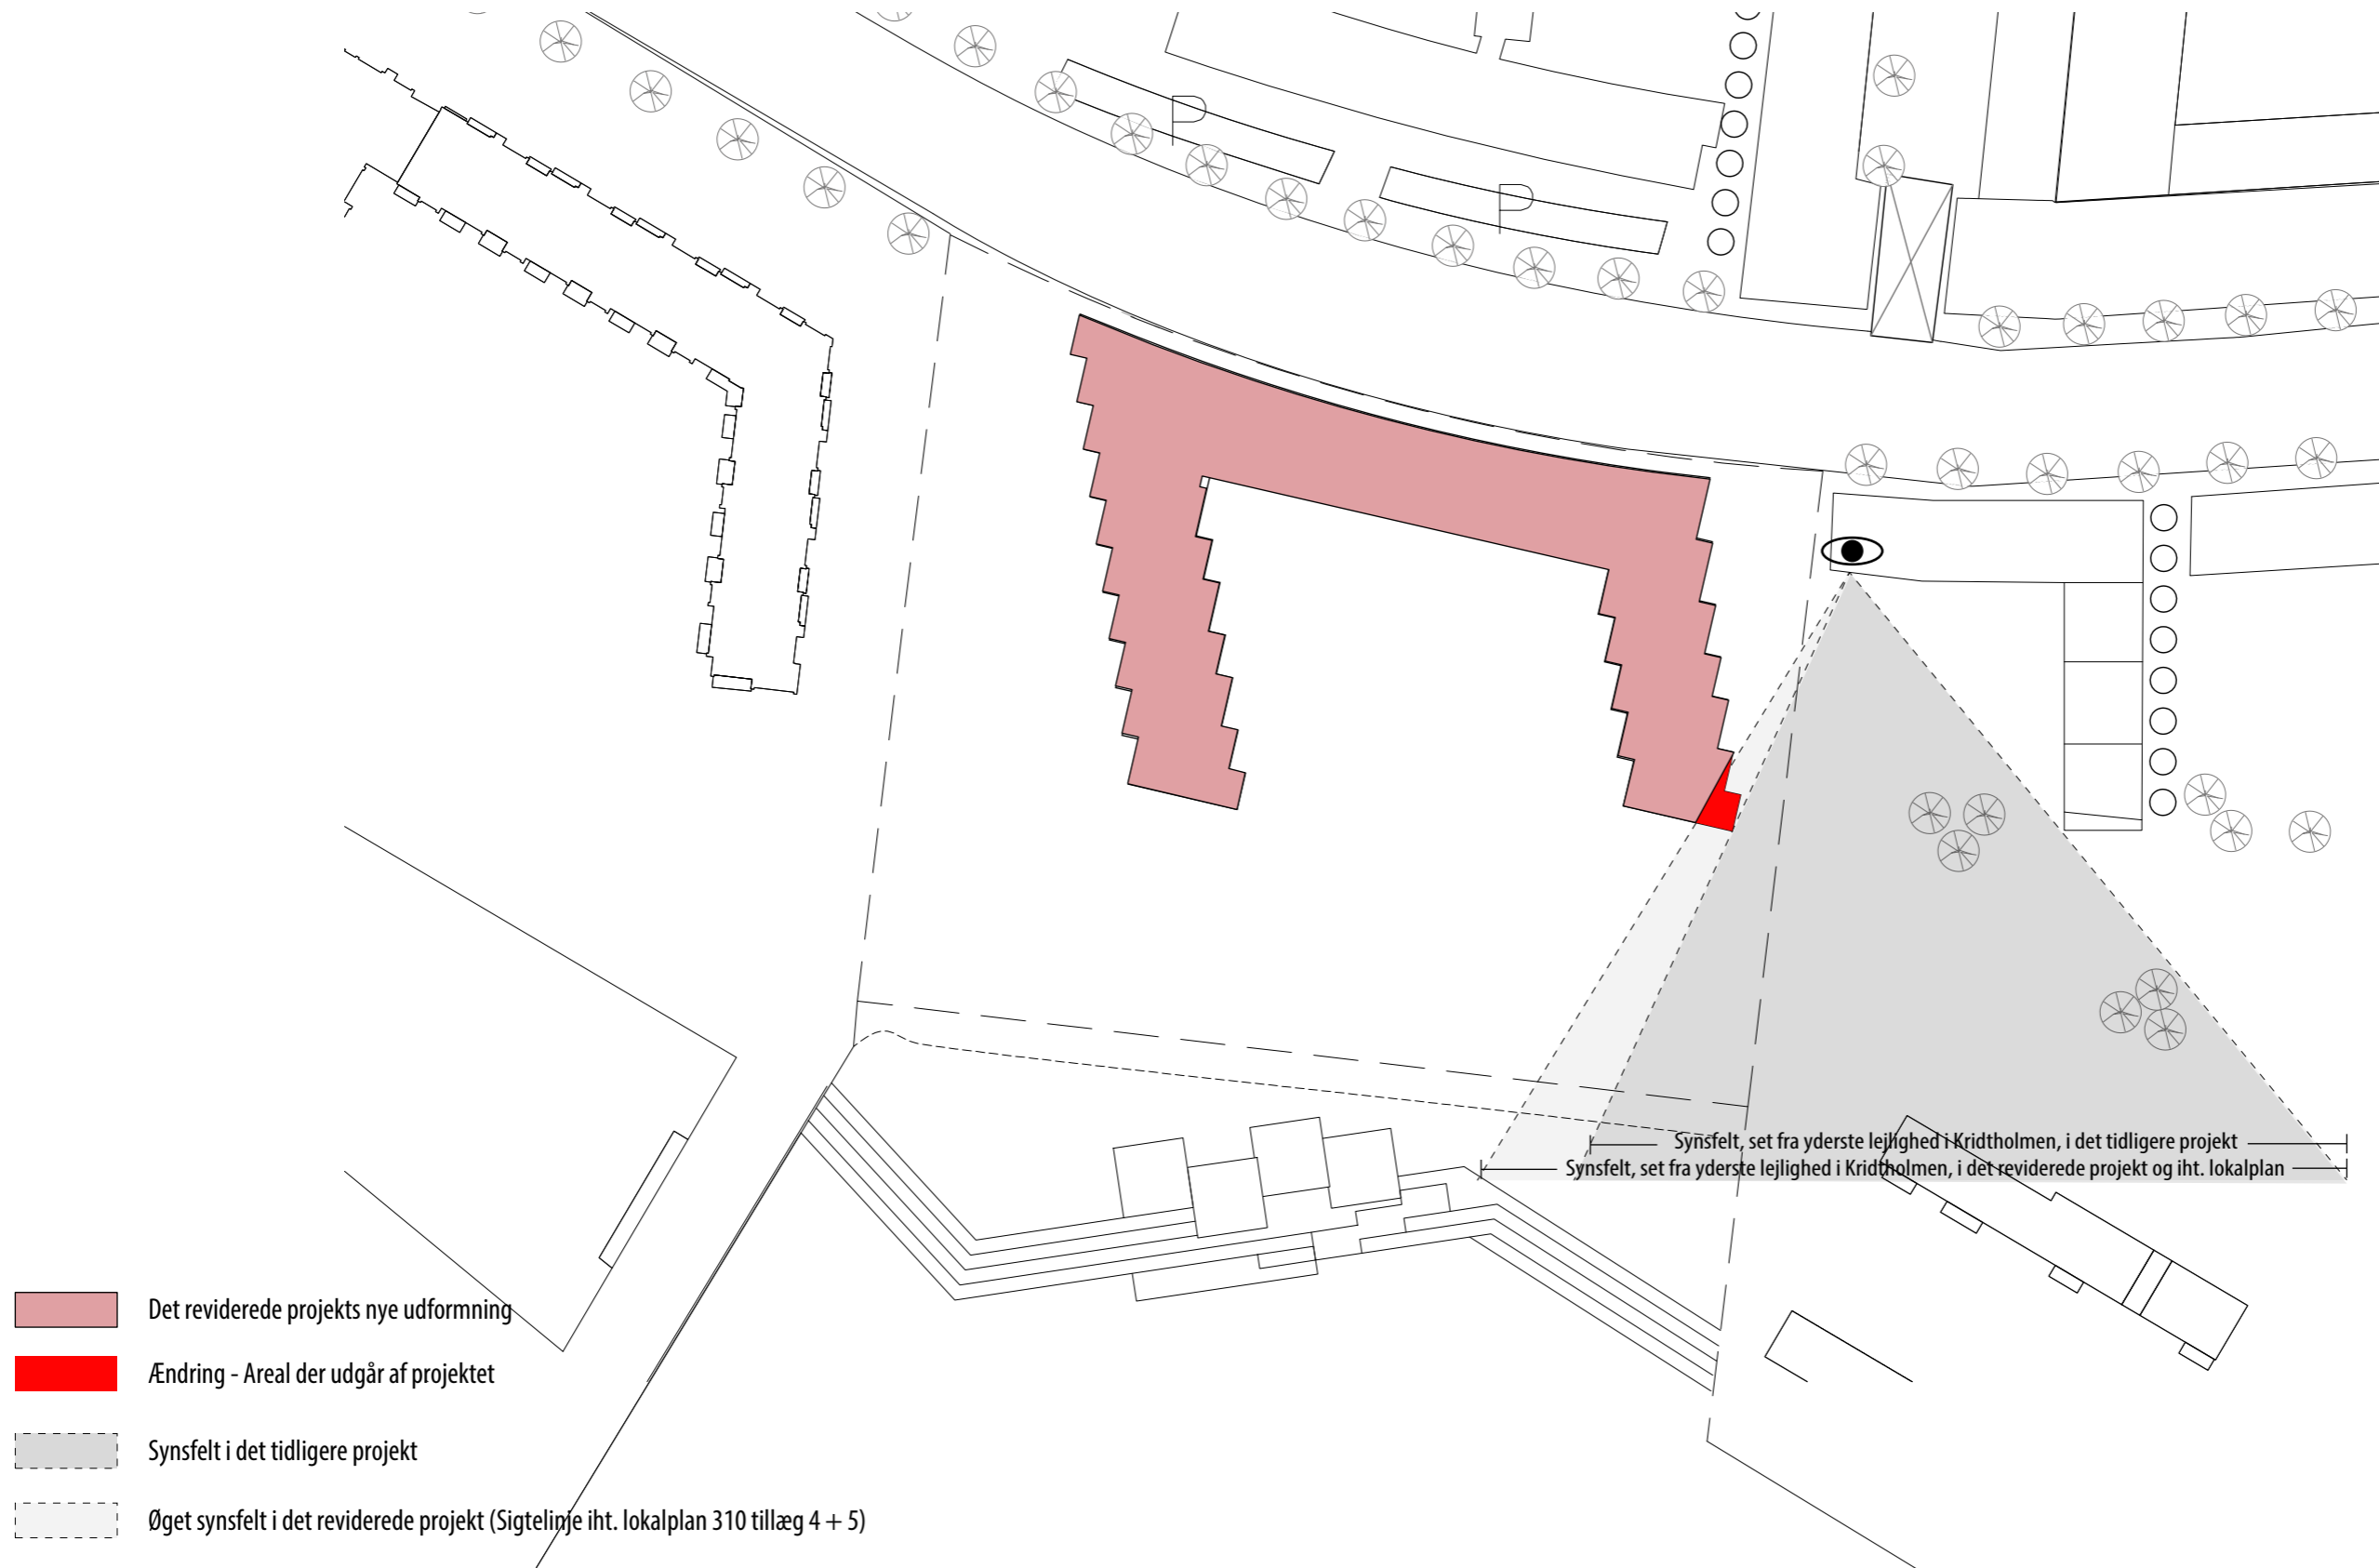 P
P
Synsfelt, set fra yderste lejlighed i Kridtholmen, i det tidligere projekt
Synsfelt, set fra yderste lejlighed i Kridtholmen, i det reviderede projekt og iht. lokalplan
Det reviderede projekts nye udformning
Ændring - Areal der udgår af projektet
Synsfelt i det tidligere projekt
Øget synsfelt i det reviderede projekt (Sigtelinje iht. lokalplan 310 tillæg 4 + 5)